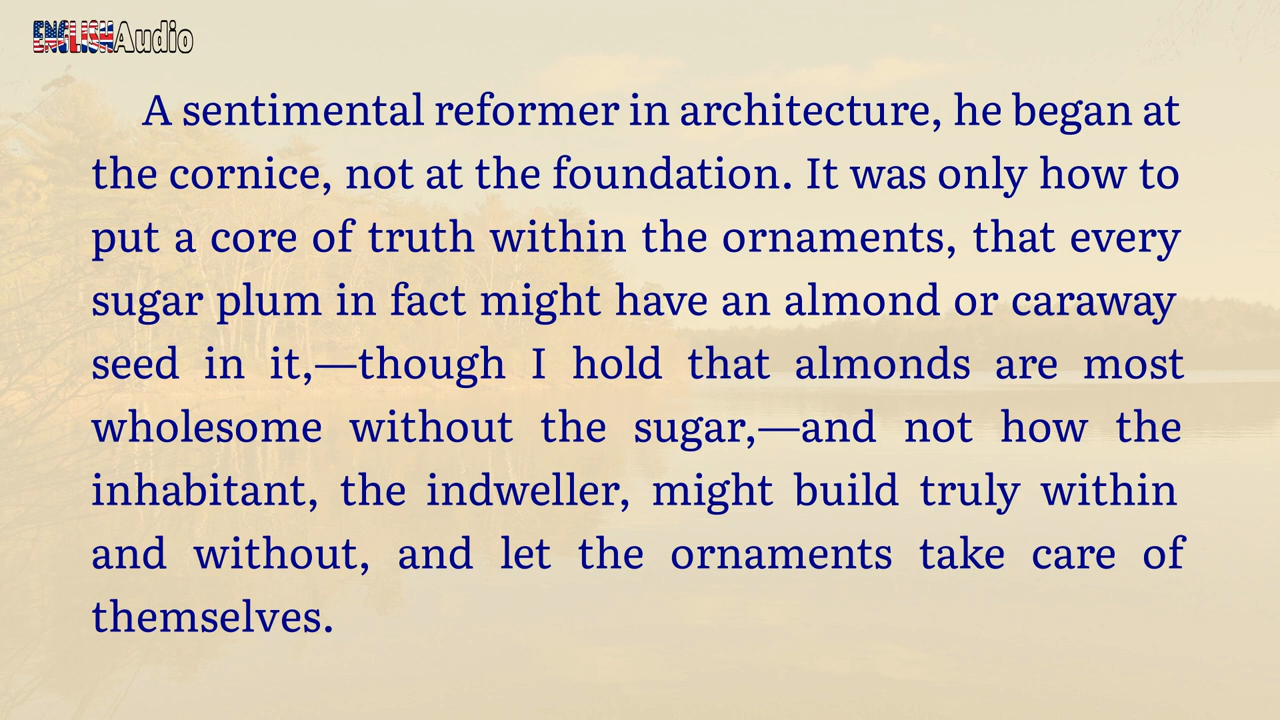 ENGLISHAudio
A sentimental reformer in architecture, he began at
the cornice, not at the foundation. It was only how to
put a core of truth within the ornaments, that every
sugar plum in fact might have an almond or caraway
seed in it,—though I hold that almonds are most
wholesome without the sugar,—and not how the
inhabitant, the indweller, might build truly within
and without, and let the ornaments take care of
themselves.